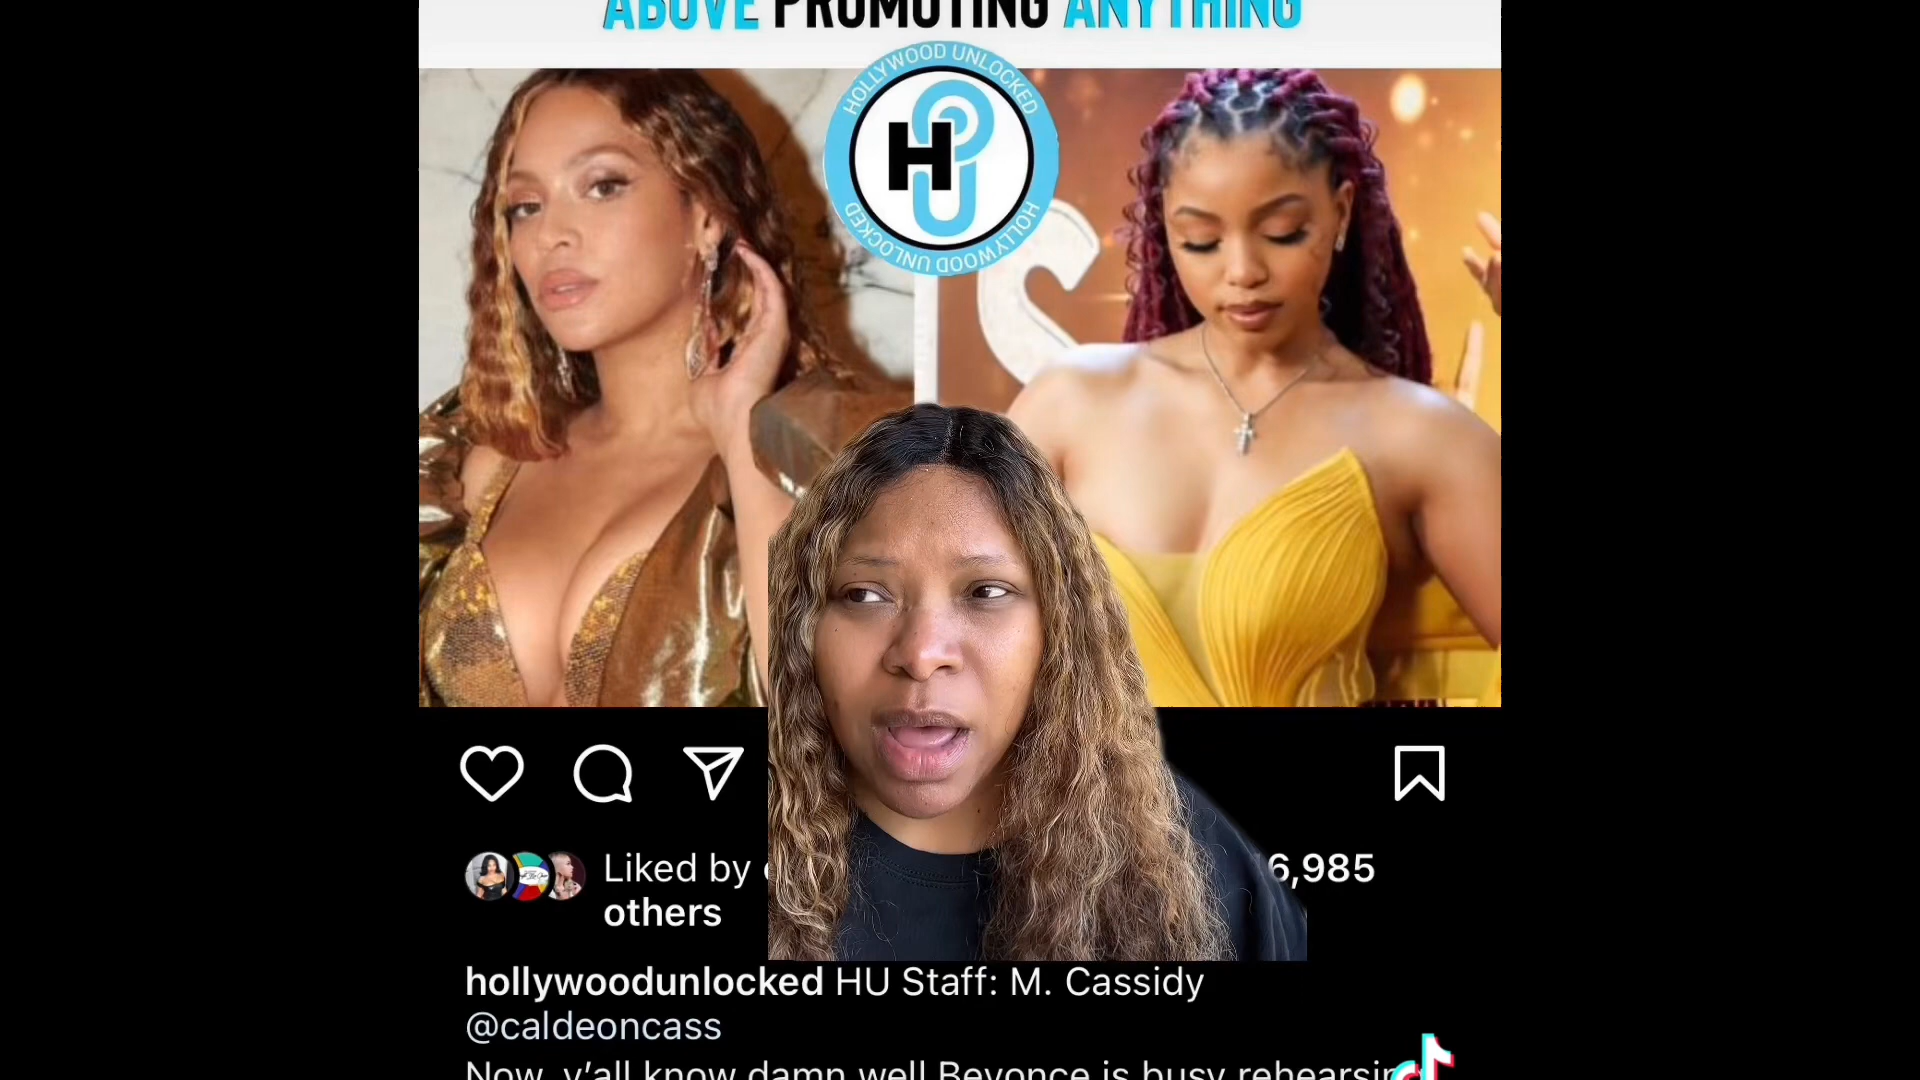 ABOVE PROMOTING ANYTHING
HOLLYWOOD UNLOCKED
HU
HOLLYWOOD UNLOCKED
Liked by
6,985
others
hollywoodunlocked HU Staff: M. Cassidy
@caldeoncass
Now, y’all know damn well Beyonce is busy rehearsing